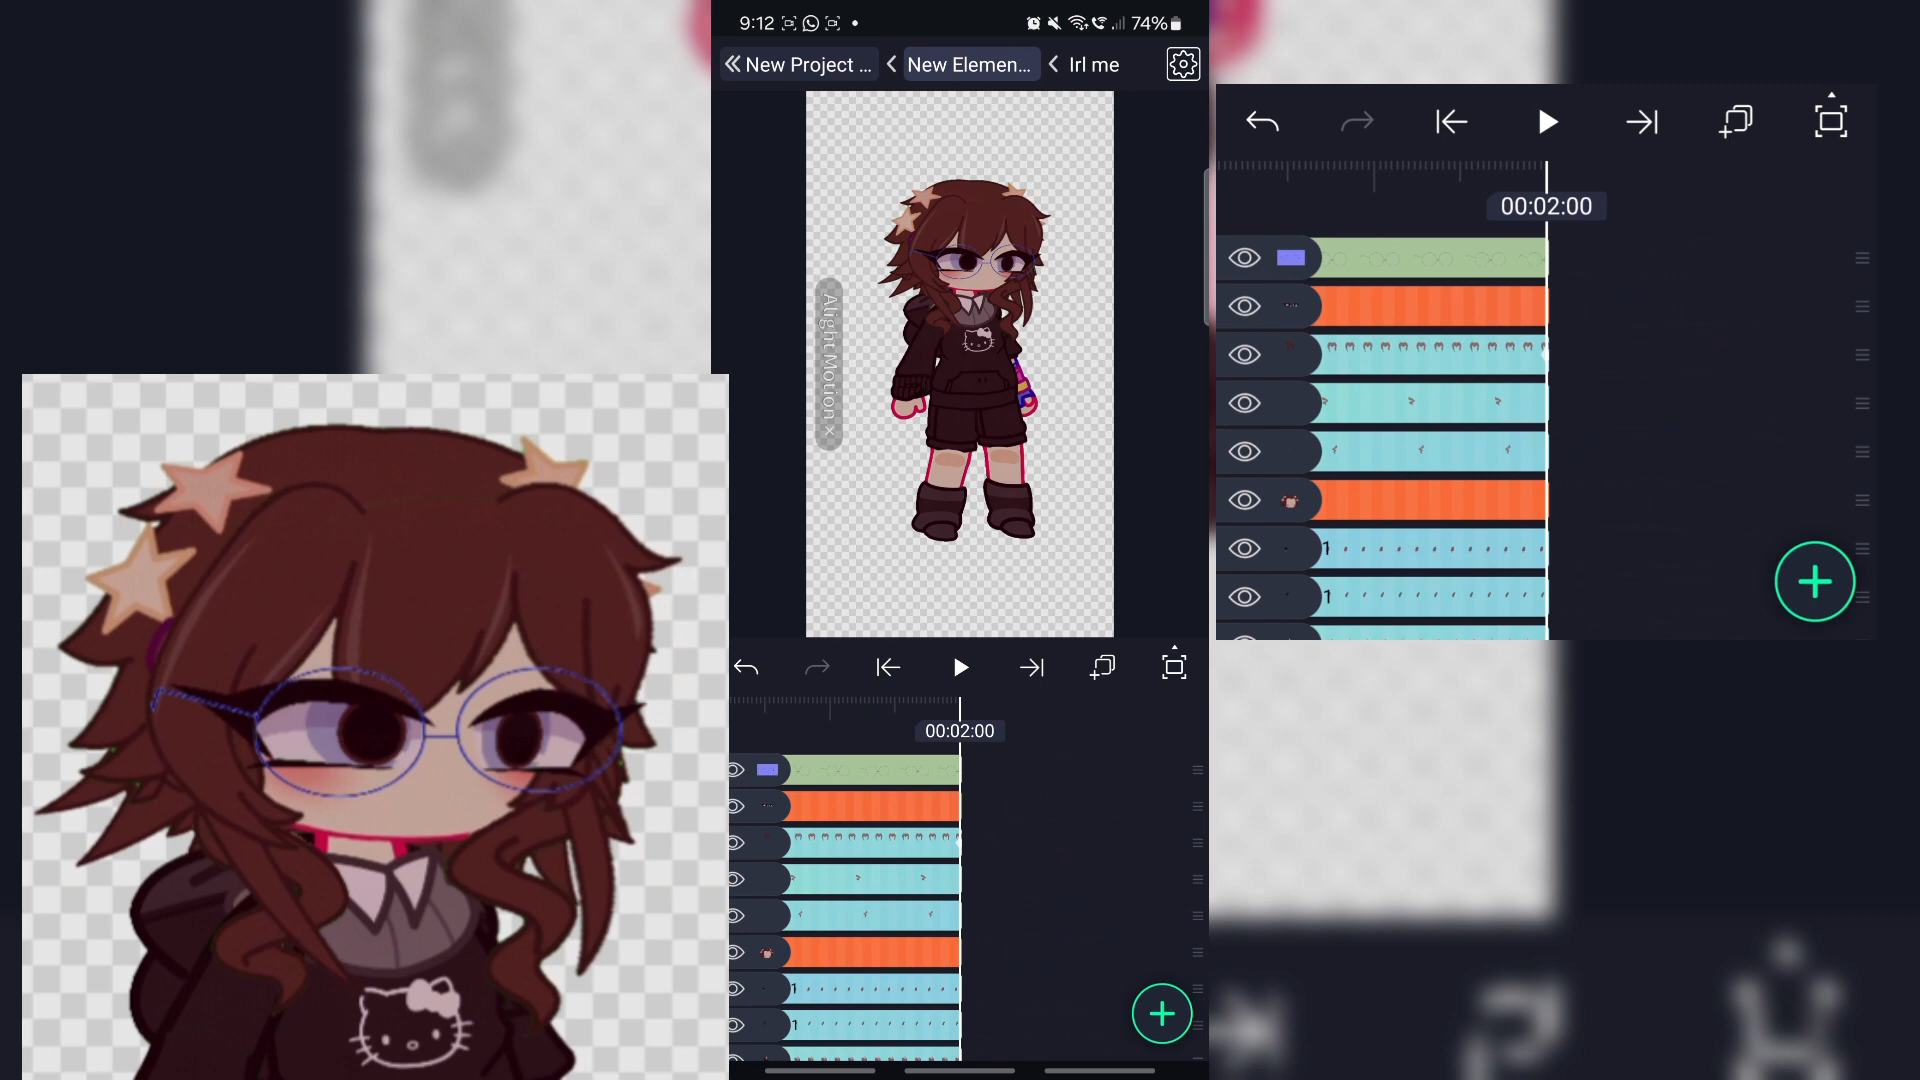 9:12
74%
New Project ...
New Elemen...
Irl me
Alight Motion ×
00:02:00
1
1
00:02:00
1
1